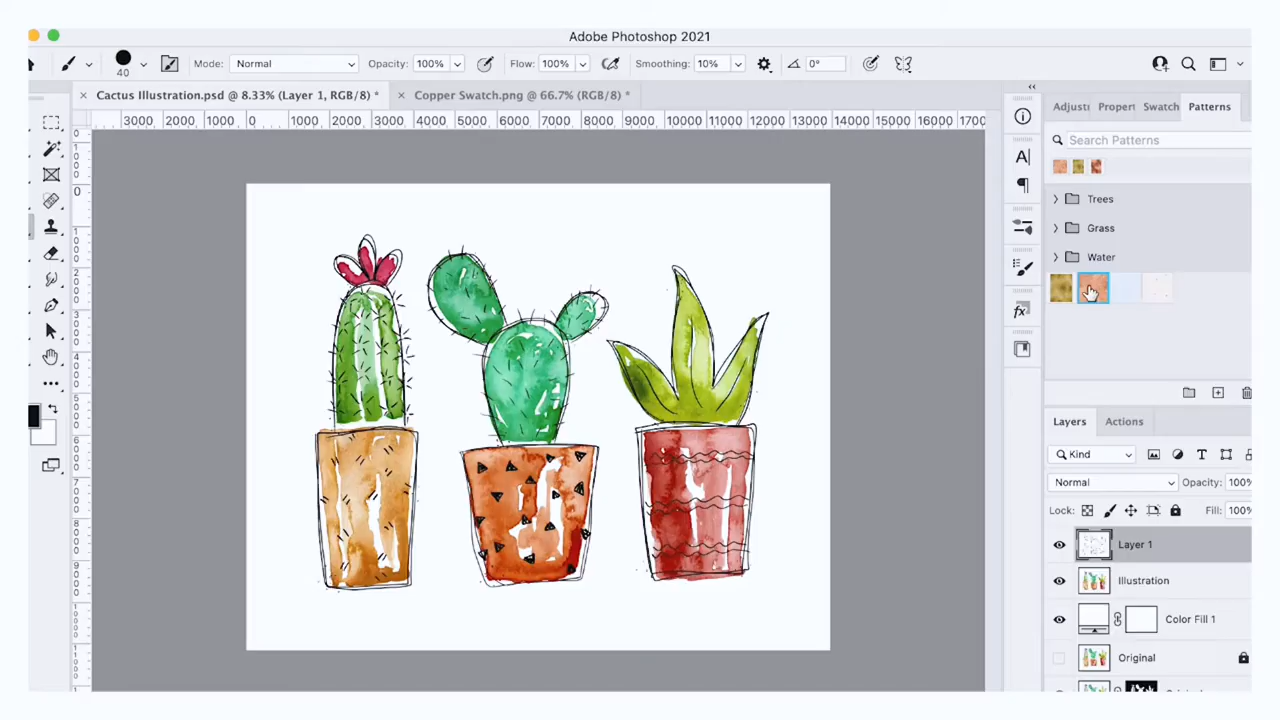 Adobe Photoshop 2021
40
Mode: Normal
Opacity: 100%
Flow: 100%
Smoothing: 10%
0°
Cactus Illustration.psd @ 8.33% (Layer 1, RGB/8) *
Copper Swatch.png @ 66.7% (RGB/8) *
3000 2000 1000 0 1000 2000 3000 4000 5000 6000 7000 8000 9000 10000 11000 12000 13000 14000 15000 16000 1700
Adjust Propert Swatch Patterns
Search Patterns
Trees
Grass
Water
Layers Actions
Kind
Normal Opacity: 100%
Lock: Fill: 100%
Layer 1
Illustration
Color Fill 1
Original